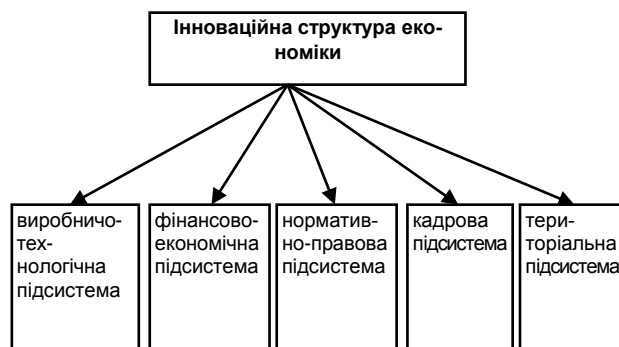 Інноваційна структура еко-
номіки
виробничо-
тех-
нологічна
підсистема
фінансово-
економічна
підсистема
норматив-
но-правова
підсистема
кадрова
підсистема
тери-
торіальна
підсистема